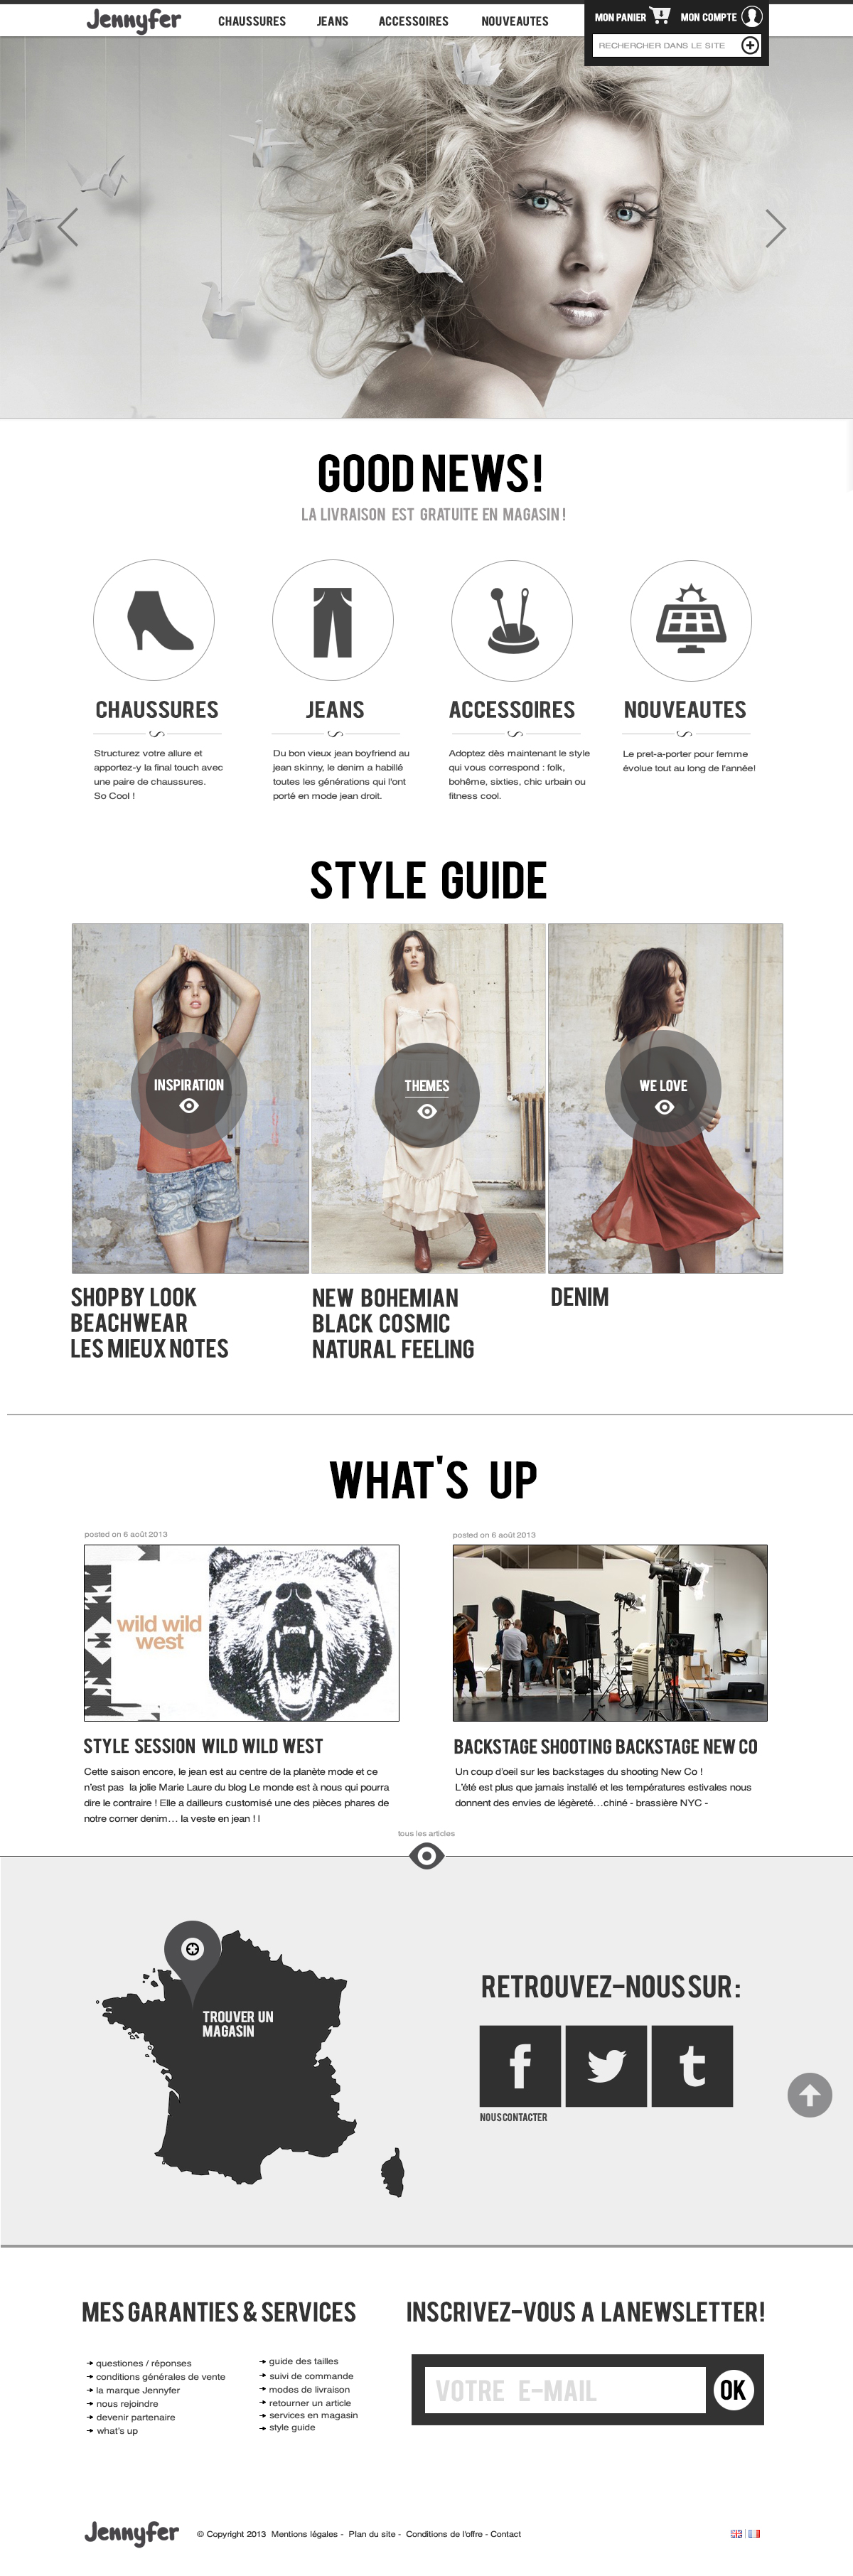 Jennyfer
CHAUSSURES JEANS ACCESSOIRES NOUVEAUTES
MON PANIER MON COMPTE
RECHERCHER DANS LE SITE
GOOD NEWS!
LA LIVRAISON EST GRATUITE EN MAGASIN!
CHAUSSURES
Structurez votre allure et
apportez-y la final touch avec
une paire de chaussures.
So Cool !
JEANS
Du bon vieux jean boyfriend au
jean skinny, le denim a habillé
toutes les générations qui l'ont
porté en mode jean droit.
ACCESSOIRES
Adoptez dès maintenant le style
qui vous correspond : folk,
bohême, sixties, chic urbain ou
fitness cool.
NOUVEAUTES
Le pret-a-porter pour femme
évolue tout au long de l'année!
STYLE GUIDE
INSPIRATION
THEMES
WE LOVE
SHOP BY LOOK
BEACHWEAR
LES MIEUX NOTES
NEW BOHEMIAN
BLACK COSMIC
NATURAL FEELING
DENIM
WHAT'S UP
posted on 6 août 2013
wild wild
west
STYLE SESSION WILD WILD WEST
Cette saison encore, le jean est au centre de la planète mode et ce
n'est pas la jolie Marie Laure du blog Le monde est à nous qui pourra
dire le contraire ! Elle a dailleurs customisé une des pièces phares de
notre corner denim… la veste en jean ! l
posted on 6 août 2013
BACKSTAGE SHOOTING BACKSTAGE NEW CO
Un coup d'oeil sur les backstages du shooting New Co !
L'été est plus que jamais installé et les températures estivales nous
donnent des envies de légèreté…chiné - brassière NYC -
tous les articles
TROUVER UN
MAGASIN
RETROUVEZ-NOUS SUR:
f t
NOUS CONTACTER
MES GARANTIES & SERVICES
questiones / réponses
conditions générales de vente
la marque Jennyfer
nous rejoindre
devenir partenaire
what's up
guide des tailles
suivi de commande
modes de livraison
retourner un article
services en magasin
style guide
INSCRIVEZ-VOUS A LA NEWSLETTER!
VOTRE E-MAIL OK
Jennyfer
© Copyright 2013 Mentions légales - Plan du site - Conditions de l'offre - Contact